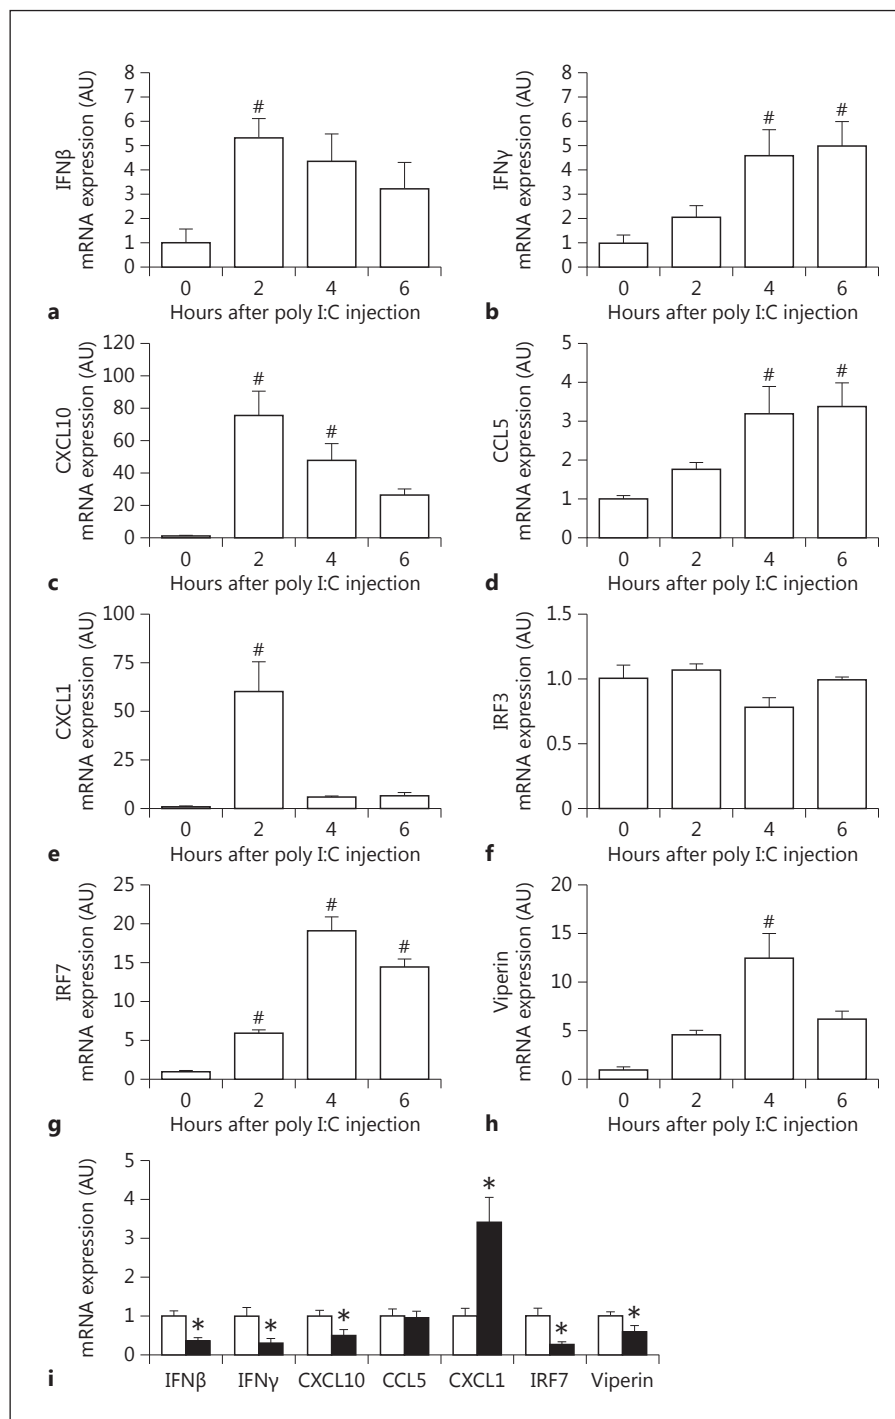 IFNβ
mRNA expression (AU)
8
7
6
5
4
3
2
1
0
#
0 2 4 6
Hours after poly I:C injection
a
IFNγ
mRNA expression (AU)
8
7
6
5
4
3
2
1
0
# #
0 2 4 6
Hours after poly I:C injection
b
CXCL10
mRNA expression (AU)
120
100
80
60
40
20
0
# #
0 2 4 6
Hours after poly I:C injection
c
CCL5
mRNA expression (AU)
5
4
3
2
1
0
# #
0 2 4 6
Hours after poly I:C injection
d
CXCL1
mRNA expression (AU)
100
75
50
25
0
#
0 2 4 6
Hours after poly I:C injection
e
IRF3
mRNA expression (AU)
1.5
1.0
0.5
0
0 2 4 6
Hours after poly I:C injection
f
IRF7
mRNA expression (AU)
25
20
15
10
5
0
# # #
0 2 4 6
Hours after poly I:C injection
g
Viperin
mRNA expression (AU)
20
15
10
5
0
#
0 2 4 6
Hours after poly I:C injection
h
mRNA expression (AU)
5
4
3
2
1
0
* * * * * *
IFNβ IFNγ CXCL10 CCL5 CXCL1 IRF7 Viperin
i